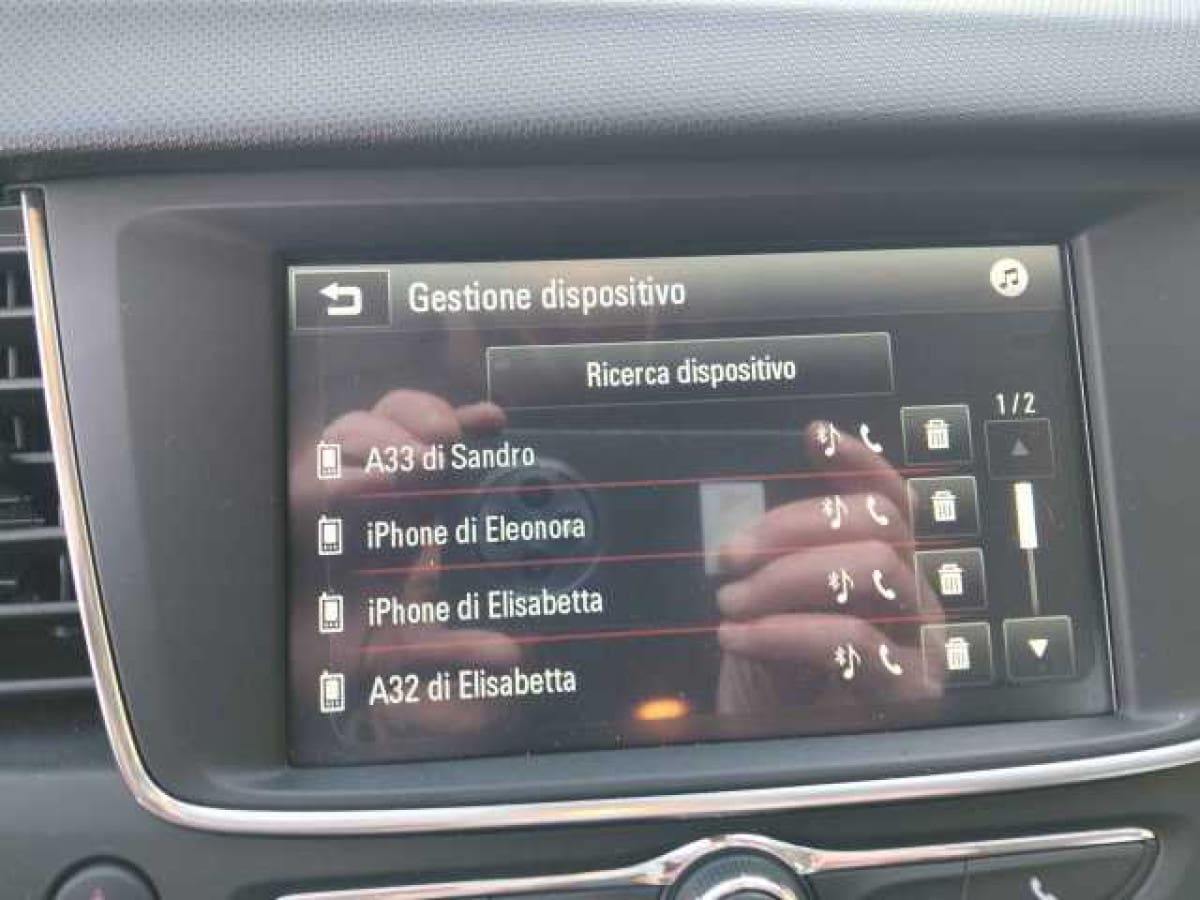 Gestione dispositivo
Ricerca dispositivo
1/2
A33 di Sandro
iPhone di Eleonora
iPhone di Elisabetta
A32 di Elisabetta